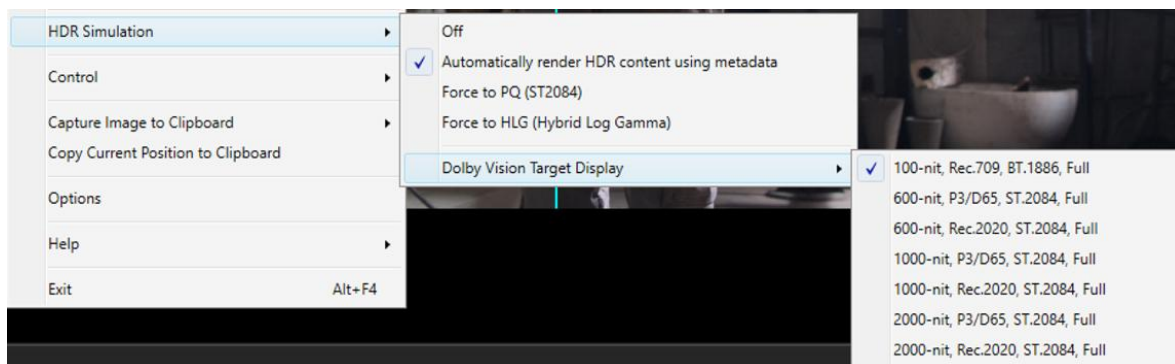 HDR Simulation
Control
Capture Image to Clipboard
Copy Current Position to Clipboard
Options
Help
Exit Alt+F4
Off
Automatically render HDR content using metadata
Force to PQ (ST2084)
Force to HLG (Hybrid Log Gamma)
Dolby Vision Target Display
100-nit, Rec.709, BT.1886, Full
600-nit, P3/D65, ST.2084, Full
600-nit, Rec.2020, ST.2084, Full
1000-nit, P3/D65, ST.2084, Full
1000-nit, Rec.2020, ST.2084, Full
2000-nit, P3/D65, ST.2084, Full
2000-nit, Rec.2020, ST.2084, Full